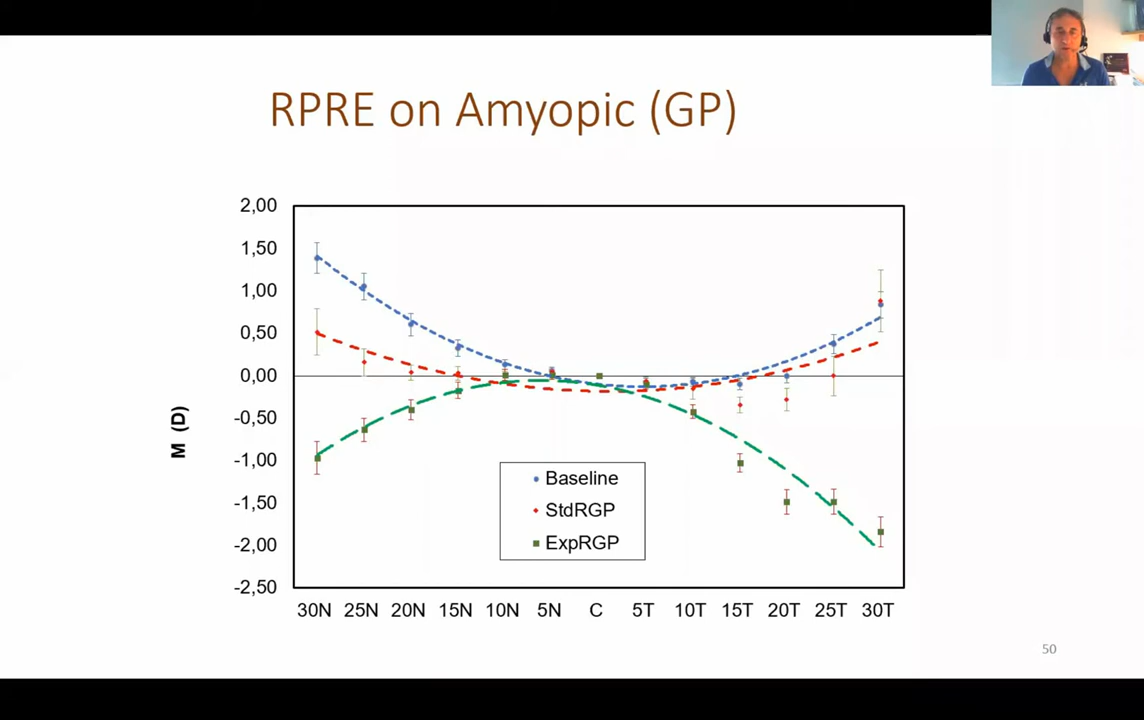 RPRE on Amyopic (GP)
2,00
1,50
1,00
0,50
0,00
-0,50
-1,00
-1,50
-2,00
-2,50
M (D)
Baseline
StdRGP
ExpRGP
30N 25N 20N 15N 10N 5N C 5T 10T 15T 20T 25T 30T
50